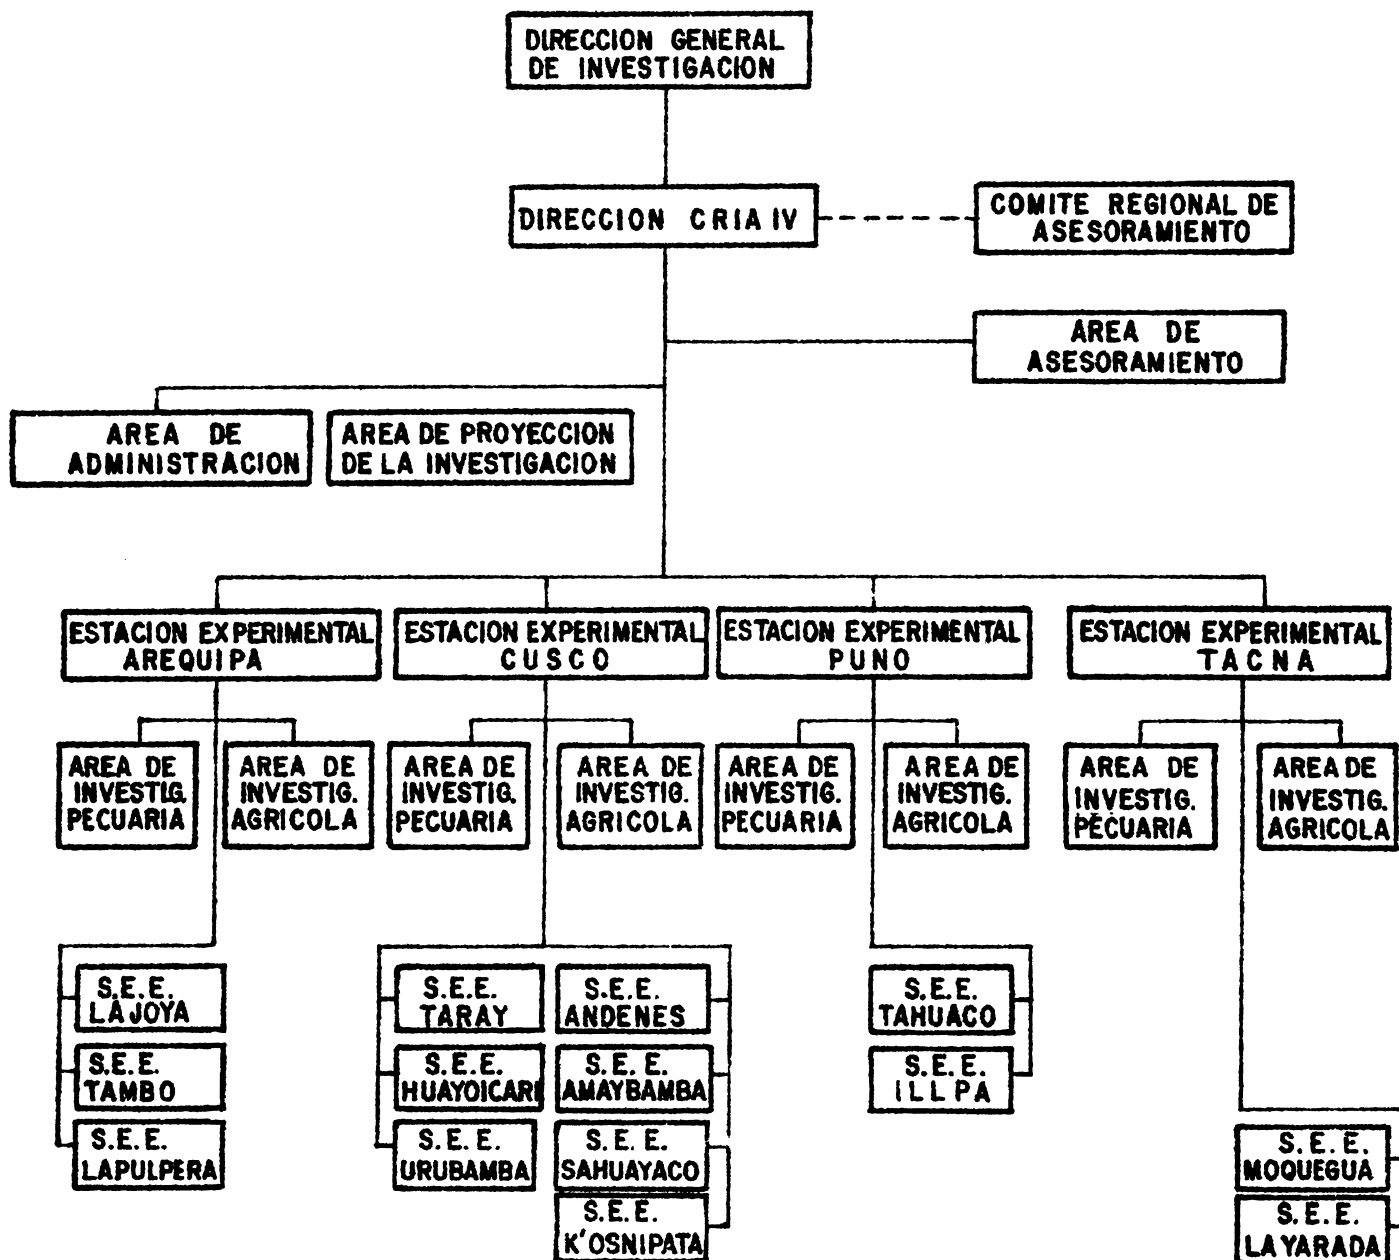 DIRECCION GENERAL
DE INVESTIGACION
DIRECCION CRIA IV
COMITE REGIONAL DE
ASESORAMIENTO
AREA DE
ASESORAMIENTO
AREA DE
ADMINISTRACION
AREA DE PROYECCION
DE LA INVESTIGACION
ESTACION EXPERIMENTAL
AREQUIPA
ESTACION EXPERIMENTAL
CUSCO
ESTACION EXPERIMENTAL
PUNO
ESTACION EXPERIMENTAL
TACNA
AREA DE
INVESTIG.
PECUARIA
AREA DE
INVESTIG.
AGRICOLA
AREA DE
INVESTIG.
PECUARIA
AREA DE
INVESTIG.
AGRICOLA
AREA DE
INVESTIG.
PECUARIA
AREA DE
INVESTIG.
AGRICOLA
AREA DE
INVESTIG.
PECUARIA
AREA DE
INVESTIG.
AGRICOLA
S.E.E.
LA JOYA
S.E.E.
TAMBO
S.E.E.
LA PULPERA
S.E.E.
TARAY
S.E.E.
HUAYOICARI
S.E.E.
URUBAMBA
S.E.E.
ANDENES
S.E.E.
AMAYBAMBA
S.E.E.
SAHUAYACO
S.E.E.
K'OSNIPATA
S.E.E.
TAHUACO
S.E.E.
ILLPA
S.E.E.
MOQUEGUA
S.E.E.
LA YARADA